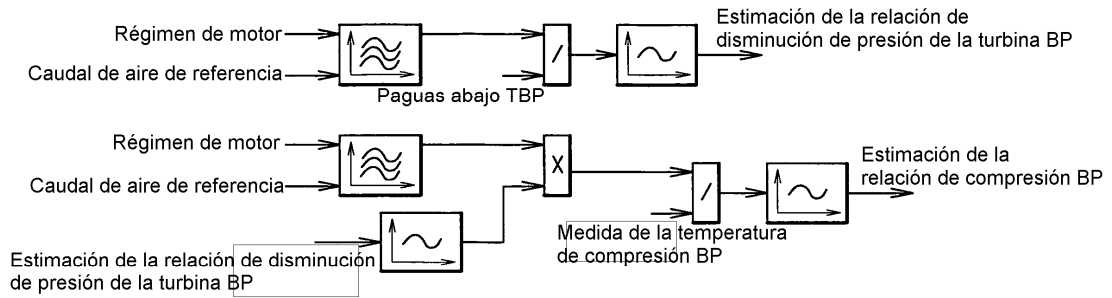 Régimen de motor
Caudal de aire de referencia
/
Paguas abajo TBP
Estimación de la relación de
disminución de presión de la turbina BP
Régimen de motor
Caudal de aire de referencia
X
Estimación de la relación de disminución
de presión de la turbina BP
/
Medida de la temperatura
de compresión BP
Estimación de la
relación de compresión BP